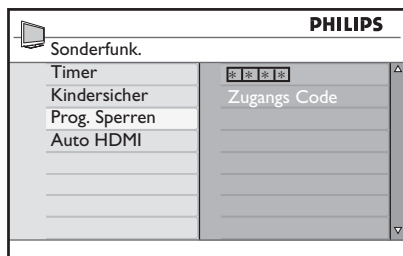 PHILIPS
Sonderfunk.
Timer
Kindersicher
Prog. Sperren
Auto HDMI
* * * *
Zugangs Code